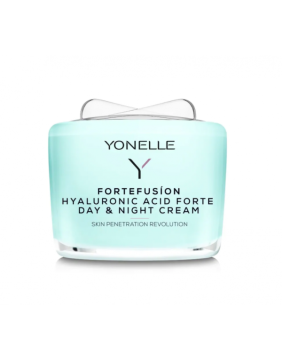 YONELLE
Y
FORTEFUSÍON
HYALURONIC ACID FORTE
DAY & NIGHT CREAM
SKIN PENETRATION REVOLUTION